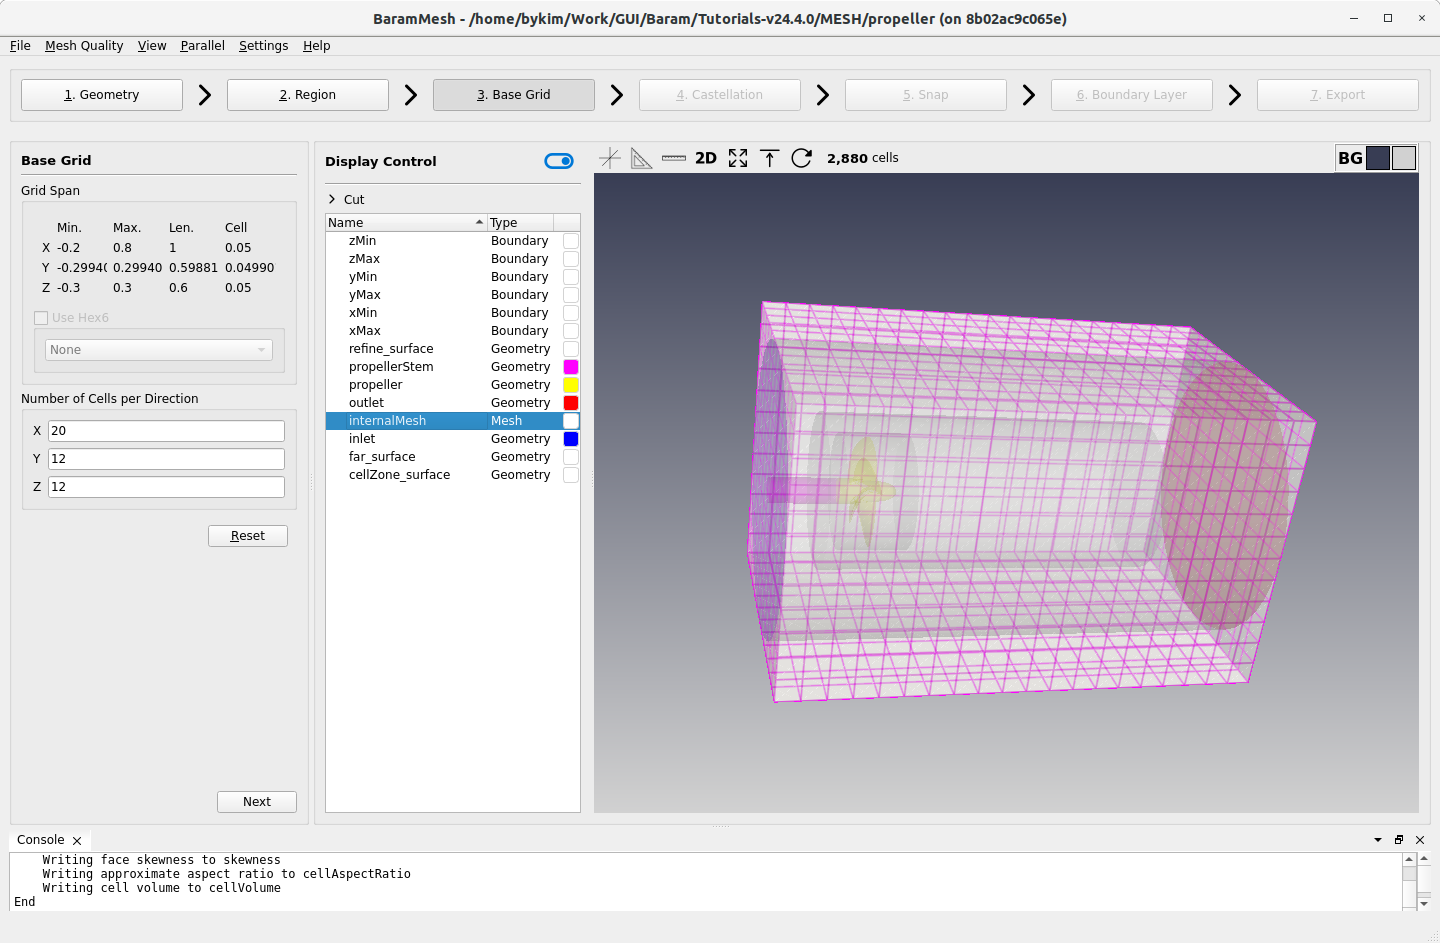 BaramMesh - /home/bykim/Work/GUI/Baram/Tutorials-v24.4.0/MESH/propeller (on 8b02ac9c065e)
File Mesh Quality View Parallel Settings Help
1. Geometry 2. Region 3. Base Grid 4. Castellation 5. Snap 6. Boundary Layer 7. Export
Base Grid
Grid Span
Min. Max. Len. Cell
X -0.2 0.8 1 0.05
Y -0.2994( 0.29940 0.59881 0.04990
Z -0.3 0.3 0.6 0.05
Use Hex6
None
Number of Cells per Direction
X 20
Y 12
Z 12
Reset
Next
Display Control
Cut
Name Type
zMin Boundary
zMax Boundary
yMin Boundary
yMax Boundary
xMin Boundary
xMax Boundary
refine_surface Geometry
propellerStem Geometry
propeller Geometry
outlet Geometry
internalMesh Mesh
inlet Geometry
far_surface Geometry
cellZone_surface Geometry
2D 2,880 cells BG
Console
Writing face skewness to skewness
Writing approximate aspect ratio to cellAspectRatio
Writing cell volume to cellVolume
End